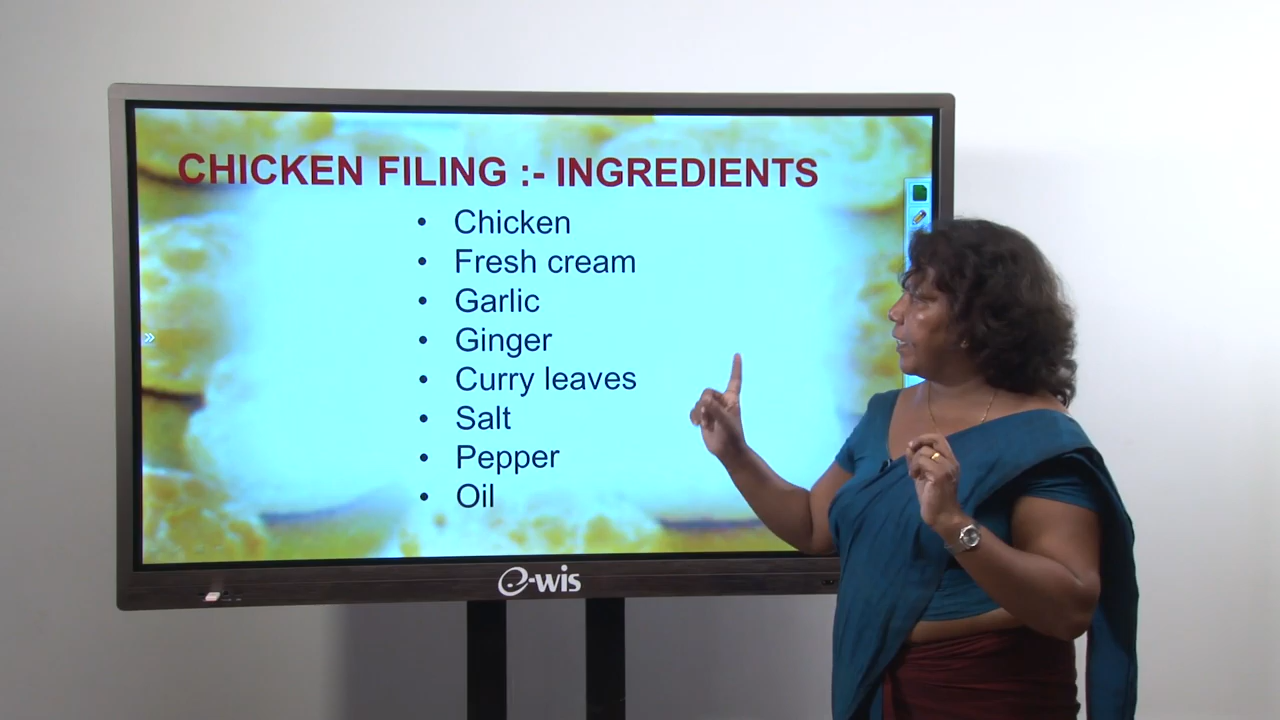 CHICKEN FILING :- INGREDIENTS
• Chicken
• Fresh cream
• Garlic
• Ginger
• Curry leaves
• Salt
• Pepper
• Oil
e-wis